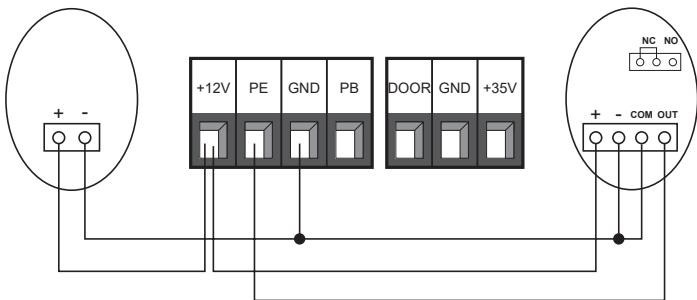 NC NO
+12V PE GND PB DOOR GND +35V
+ - + - COM OUT